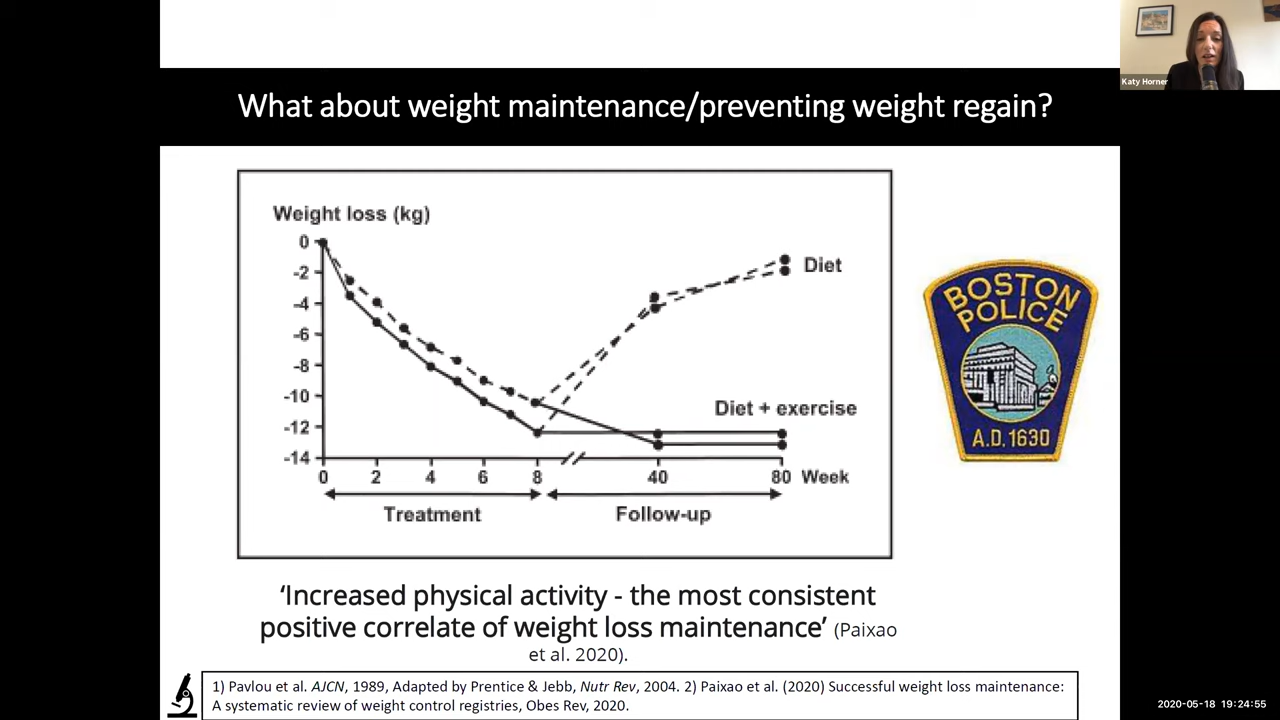 Katy Horner
What about weight maintenance/preventing weight regain?
Weight loss (kg)
0
-2
-4
-6
-8
-10
-12
-14
Diet
Diet + exercise
0 2 4 6 8 40 80 Week
Treatment Follow-up
BOSTON
POLICE
A.D. 1630
‘Increased physical activity - the most consistent
positive correlate of weight loss maintenance’ (Paixao
et al. 2020).
1) Pavlou et al. AJCN, 1989, Adapted by Prentice & Jebb, Nutr Rev, 2004. 2) Paixao et al. (2020) Successful weight loss maintenance:
A systematic review of weight control registries, Obes Rev, 2020.
2020-05-18 19:24:55